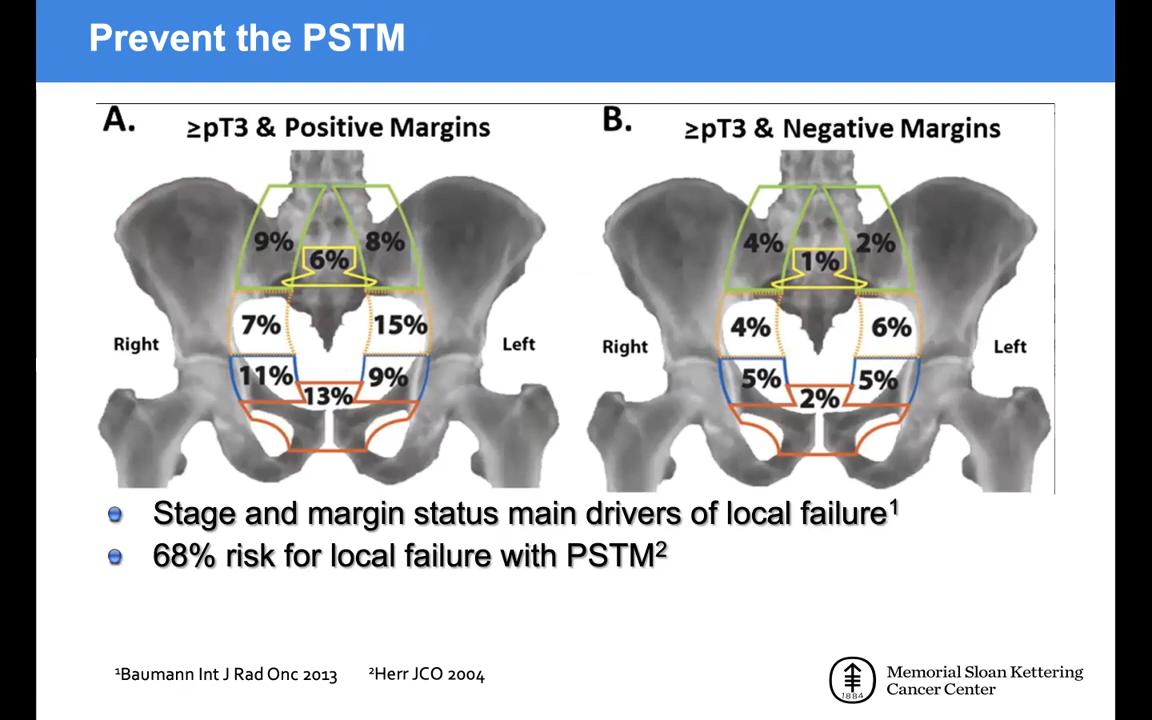 Prevent the PSTM
A.
≥pT3 & Positive Margins
9%
8%
6%
7%
15%
Right
Left
11%
9%
13%
B.
≥pT3 & Negative Margins
4%
2%
1%
4%
6%
Right
Left
5%
5%
2%
Stage and margin status main drivers of local failure¹
68% risk for local failure with PSTM²
¹Baumann Int J Rad Onc 2013 ²Herr JCO 2004
1884
Memorial Sloan Kettering
Cancer Center